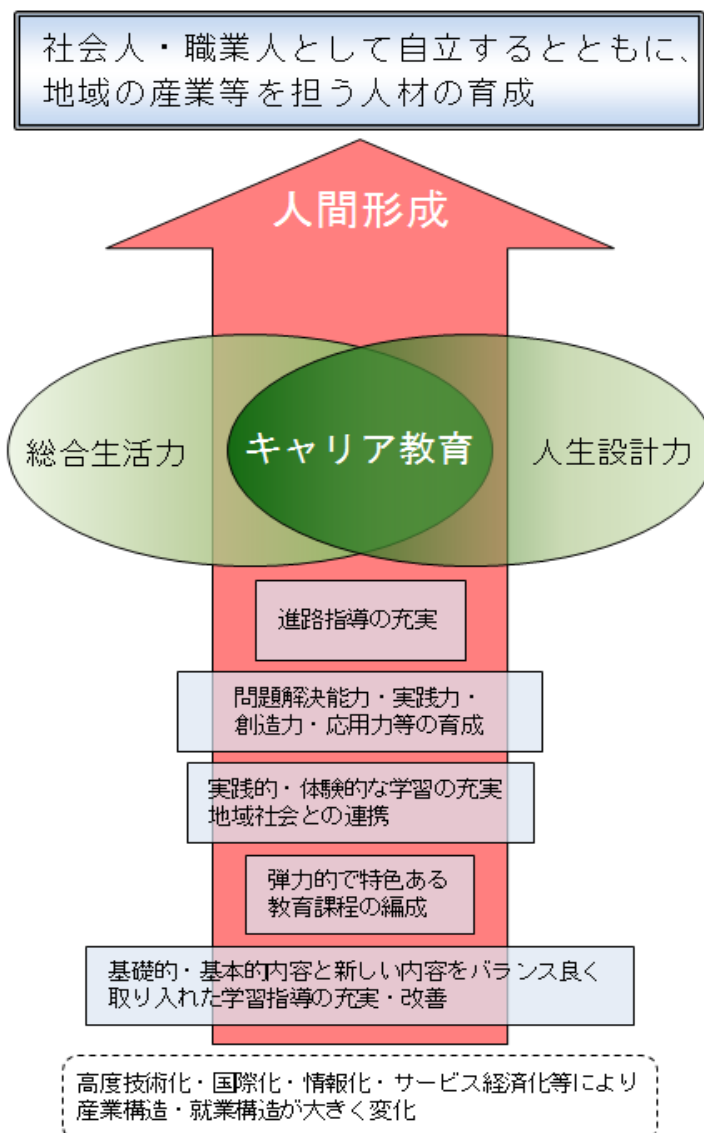 社会人・職業人として自立するとともに、
地域の産業等を担う人材の育成
人間形成
総合生活力
キャリア教育
人生設計力
進路指導の充実
問題解決能力・実践力・
創造力・応用力等の育成
実践的・体験的な学習の充実
地域社会との連携
弾力的で特色ある
教育課程の編成
基礎的・基本的内容と新しい内容をバランス良く
取り入れた学習指導の充実・改善
高度技術化・国際化・情報化・サービス経済化等により
産業構造・就業構造が大きく変化